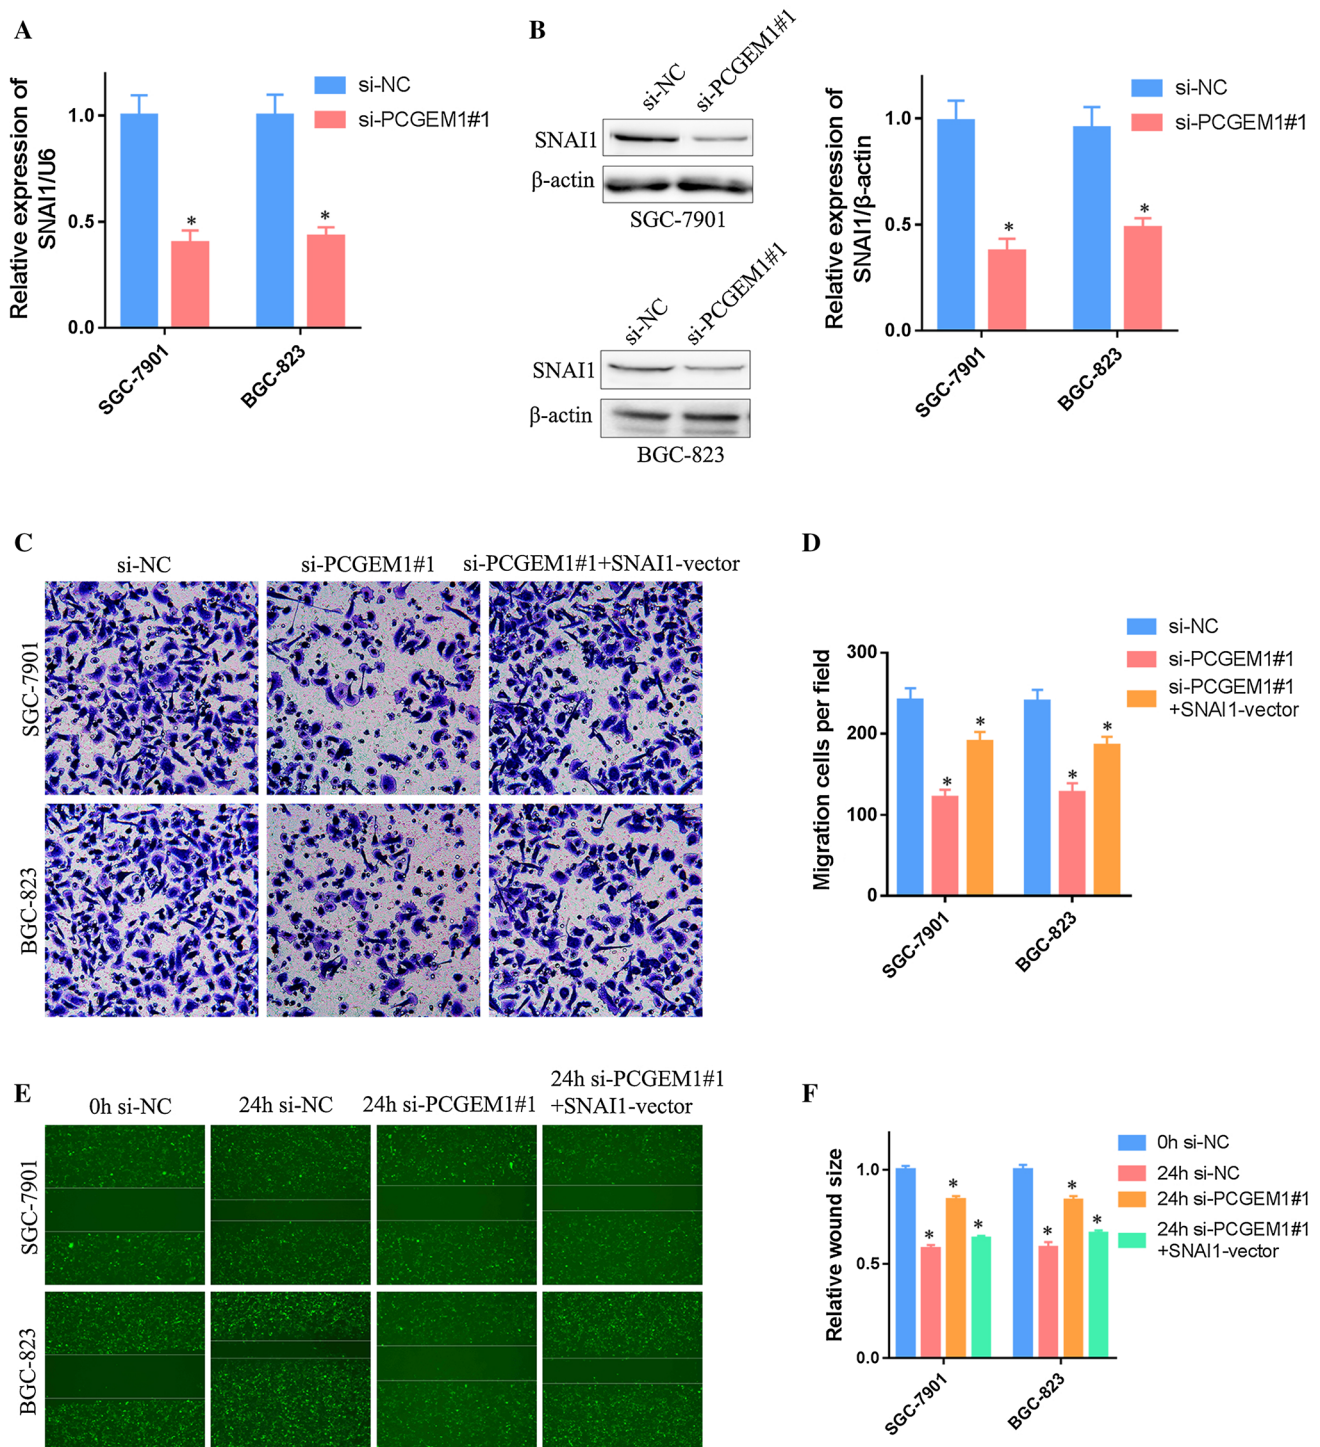 A
Relative expression of
SNAI1/U6
1.0
0.5
0.0
*
*
SGC-7901
BGC-823
si-NC
si-PCGEM1#1
B
si-NC
si-PCGEM1#1
SNAI1
β-actin
SGC-7901
si-NC
si-PCGEM1#1
SNAI1
β-actin
BGC-823
Relative expression of
SNAI1/β-actin
1.0
0.5
0.0
*
*
SGC-7901
BGC-823
si-NC
si-PCGEM1#1
C
si-NC
si-PCGEM1#1
si-PCGEM1#1+SNAI1-vector
SGC-7901
BGC-823
D
Migration cells per field
300
200
100
0
*
*
*
*
SGC-7901
BGC-823
si-NC
si-PCGEM1#1
si-PCGEM1#1
+SNAI1-vector
E
0h si-NC
24h si-NC
24h si-PCGEM1#1
24h si-PCGEM1#1
+SNAI1-vector
SGC-7901
BGC-823
F
Relative wound size
1.0
0.5
0.0
*
*
*
*
*
*
SGC-7901
BGC-823
0h si-NC
24h si-NC
24h si-PCGEM1#1
24h si-PCGEM1#1
+SNAI1-vector